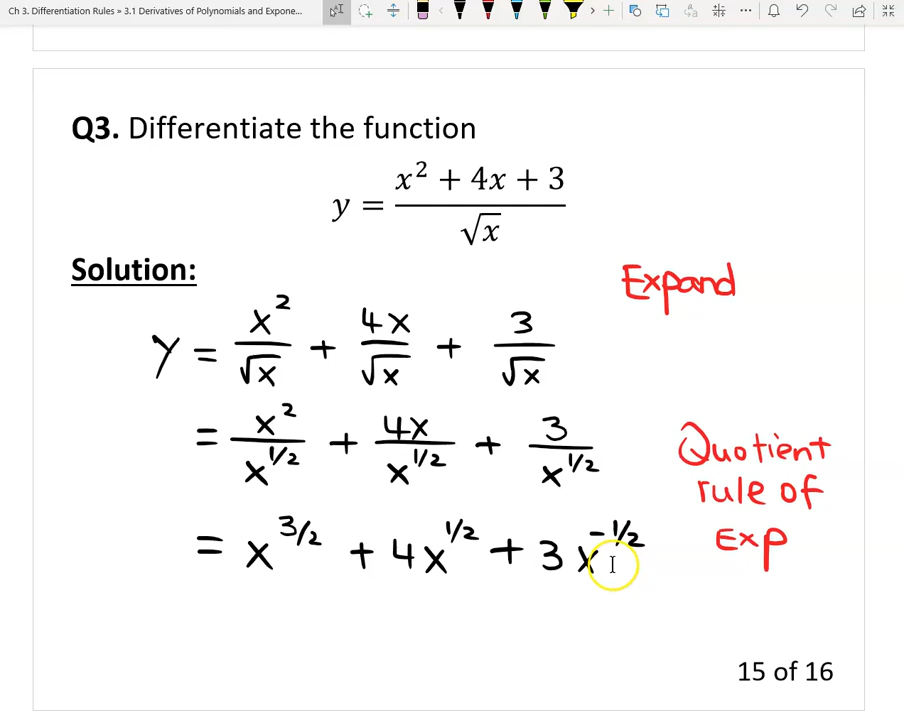 Ch 3. Differentiation Rules » 3.1 Derivatives of Polynomials and Expone...
Q3. Differentiate the function
y = (x² + 4x + 3)/√x
Solution:
Expand
y = x²/√x + 4x/√x + 3/√x
= x²/x^(1/2) + 4x/x^(1/2) + 3/x^(1/2)
Quotient
rule of
Exp
= x^(3/2) + 4x^(1/2) + 3x^(-1/2)
15 of 16